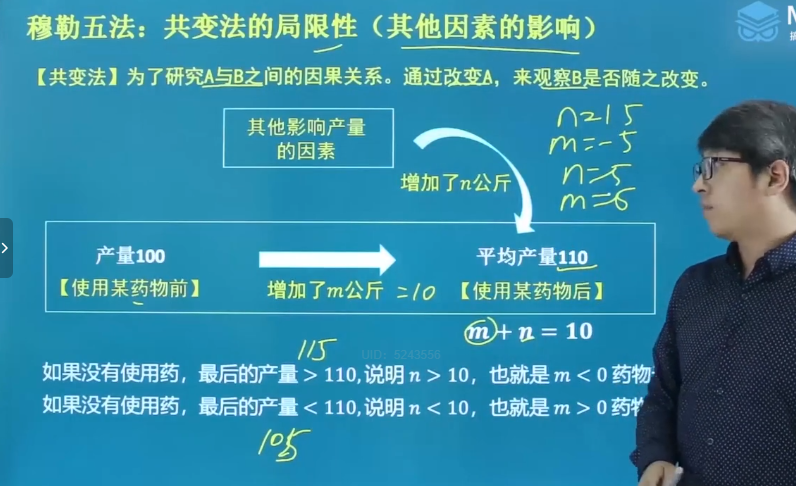 穆勒五法：共变法的局限性（其他因素的影响）
【共变法】为了研究A与B之间的因果关系。通过改变A，来观察B是否随之改变。
其他影响产量
的因素
增加了n公斤
n=15
m=-5
n=5
产量100
【使用某药物前】
增加了m公斤 =10
平均产量110
【使用某药物后】
m + n = 10
115
UID: 5243556
如果没有使用药，最后的产量 > 110,说明 n > 10，也就是 m < 0 药物
如果没有使用药，最后的产量 < 110,说明 n < 10，也就是 m > 0 药物
105